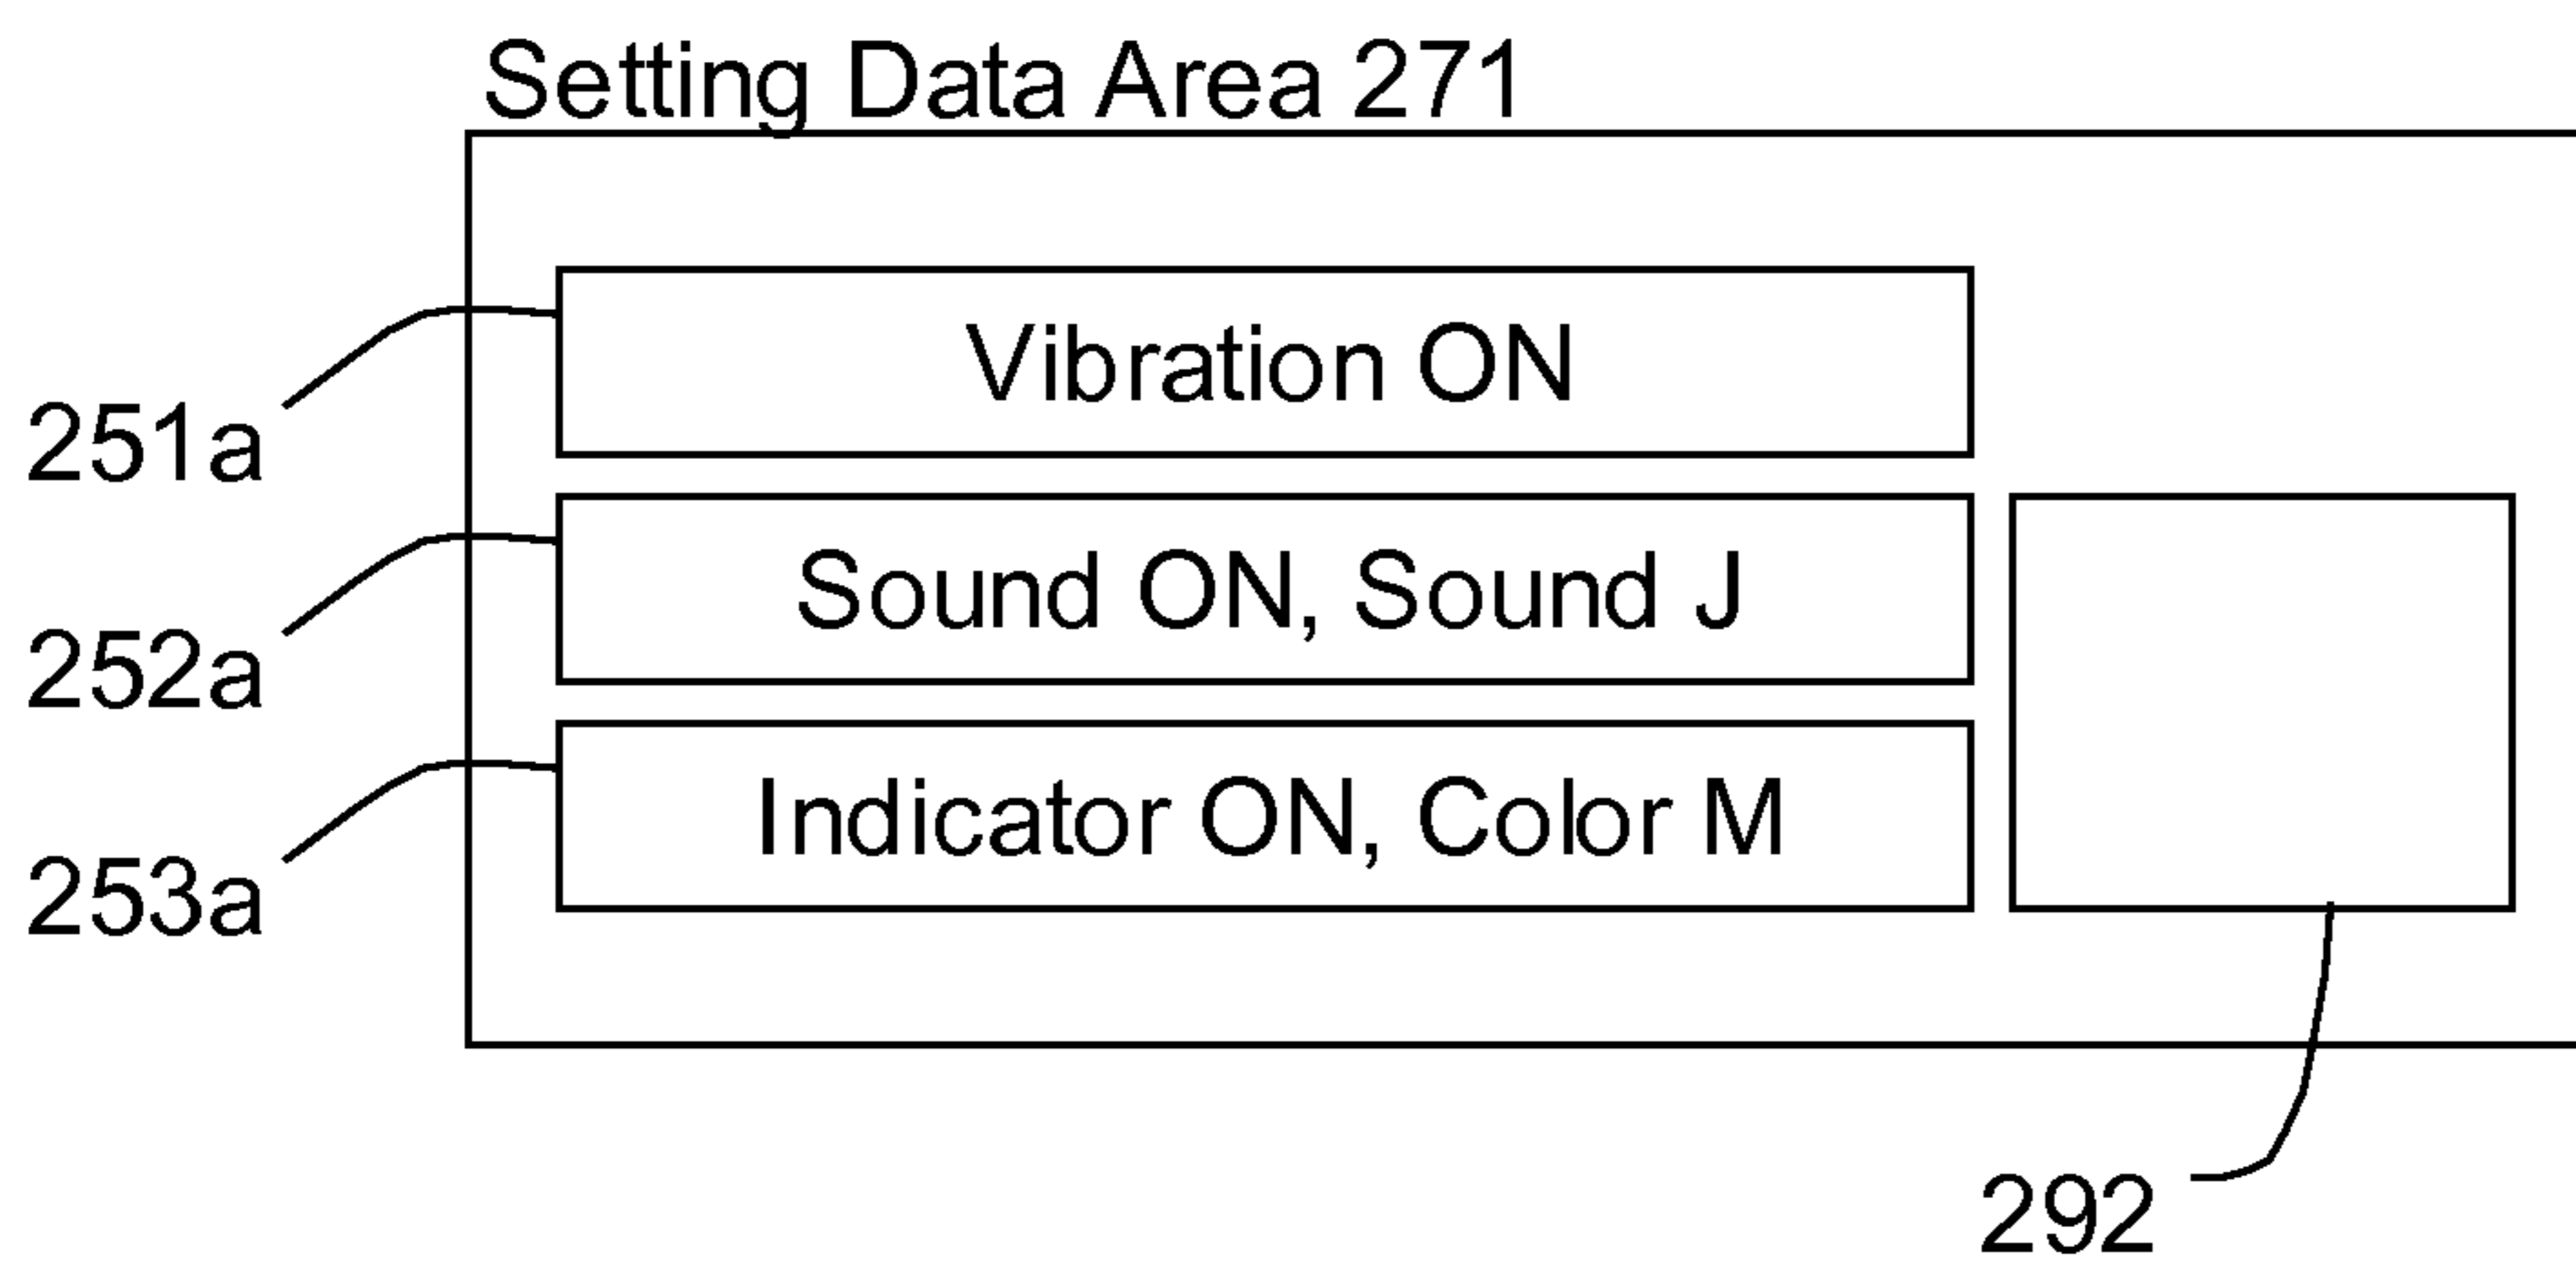 Setting Data Area 271
Vibration ON
251a
Sound ON, Sound J
252a
Indicator ON, Color M
253a
292